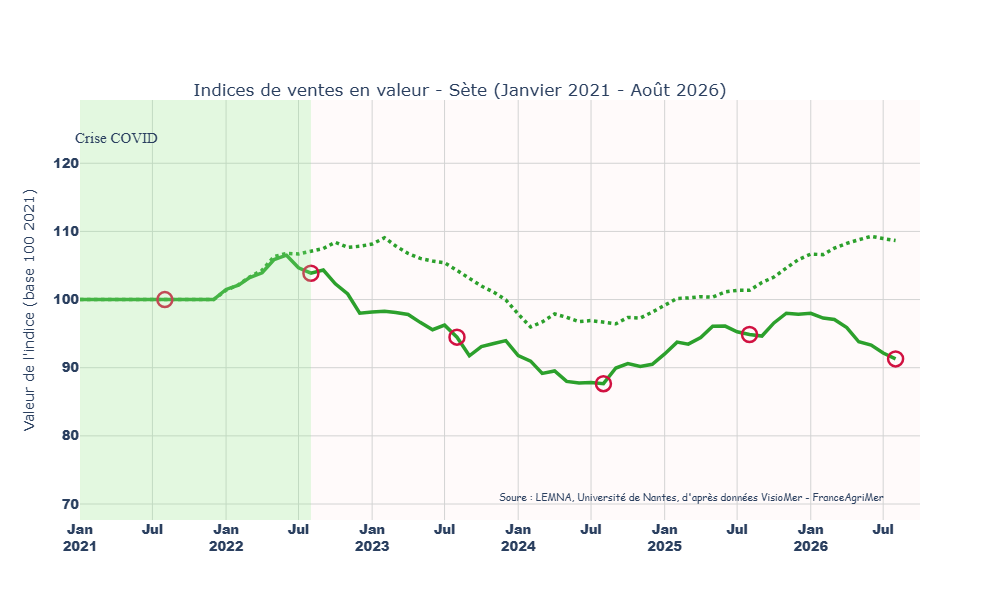 Indices de ventes en valeur - Sète (Janvier 2021 - Août 2026)
Crise COVID
120
110
100
90
80
70
Valeur de l'indice (base 100 2021)
Soure : LEMNA, Université de Nantes, d'après données VisioMer - FranceAgriMer
Jan Jul Jan Jul Jan Jul Jan Jul Jan Jul Jan Jul
2021 2022 2023 2024 2025 2026